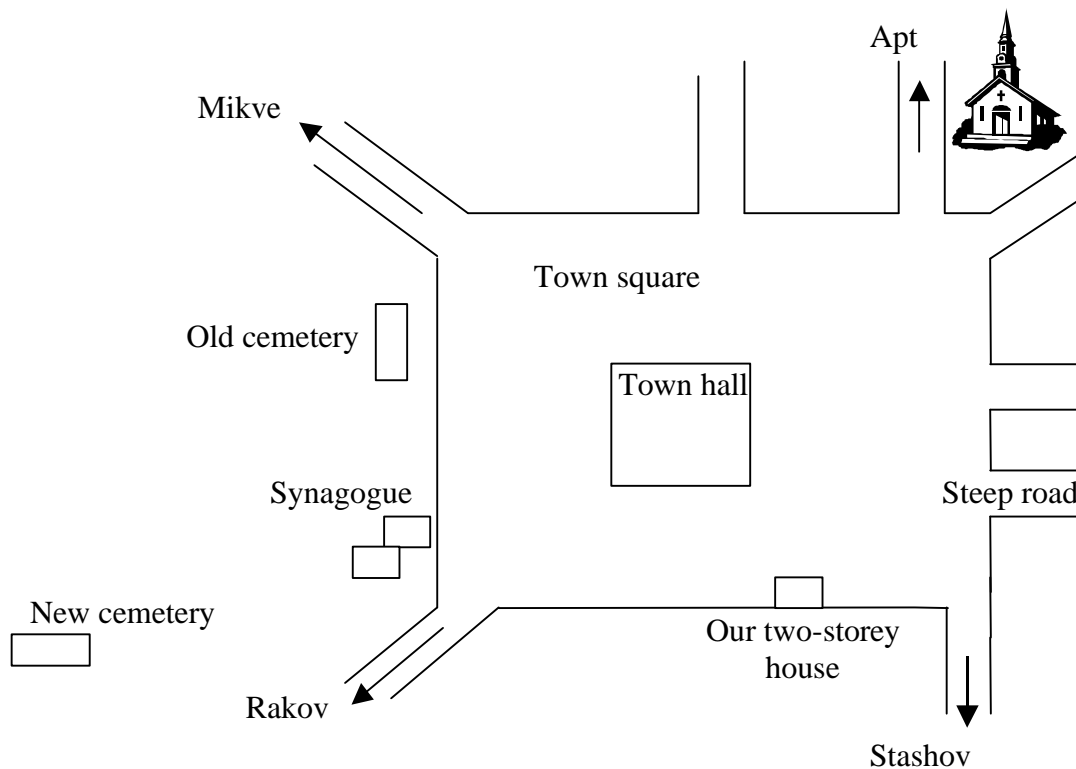 Apt
Mikve
Town square
Old cemetery
Town hall
Synagogue
Steep road
New cemetery
Our two-storey
house
Rakov
Stashov